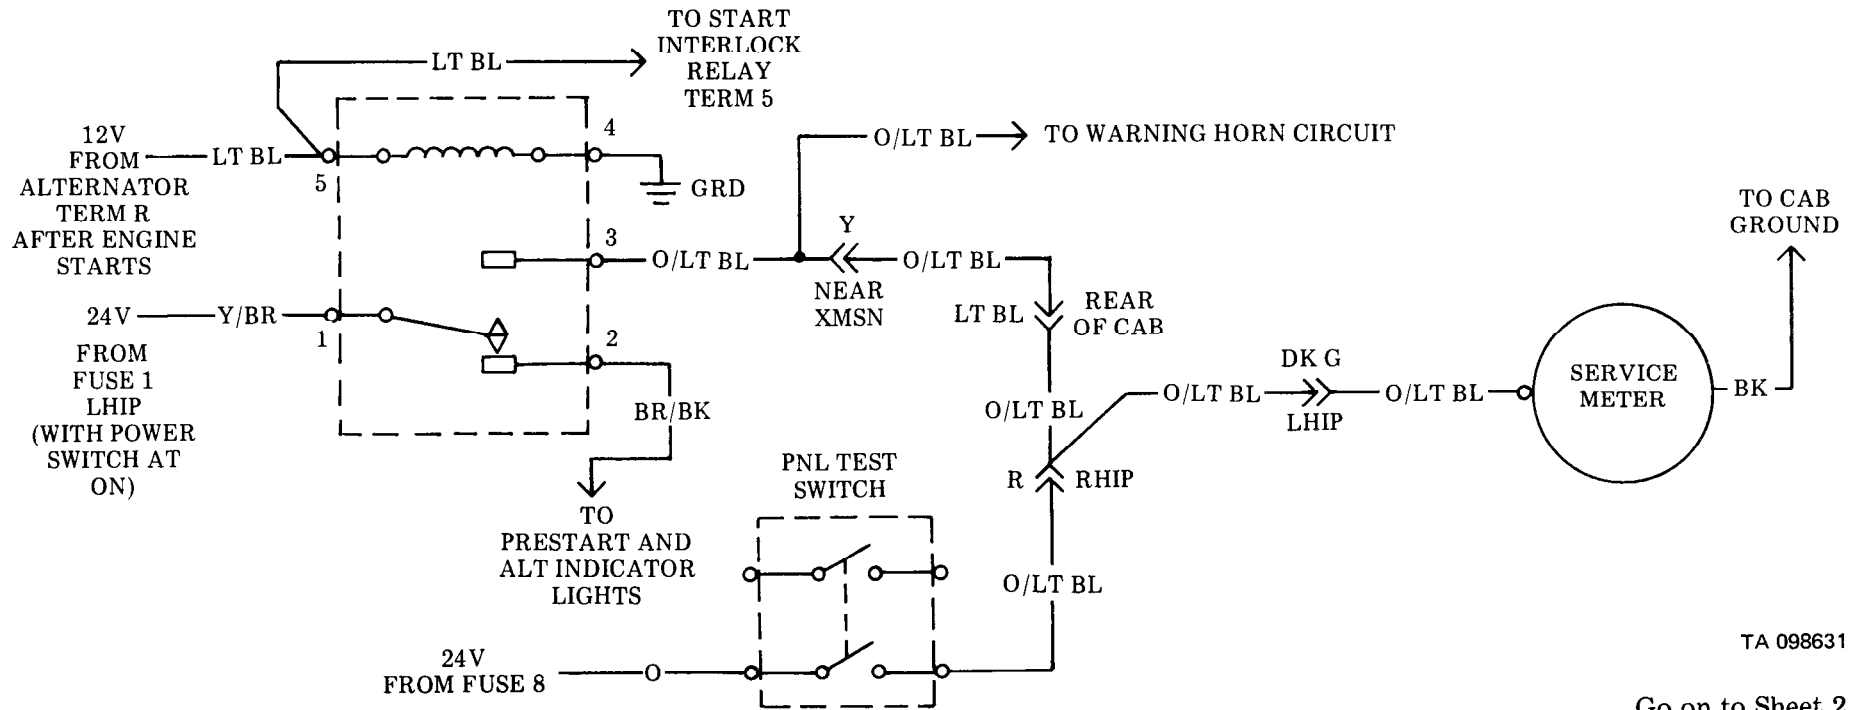 TO START
INTERLOCK
RELAY
TERM 5
LT BL
12V
FROM
ALTERNATOR
TERM R
AFTER ENGINE
STARTS
LT BL
5
4
GRD
O/LT BL
TO WARNING HORN CIRCUIT
3
O/LT BL
Y
NEAR
XMSN
O/LT BL
LT BL
REAR
OF CAB
TO CAB
GROUND
24V
Y/BR
1
FROM
FUSE 1
LHIP
(WITH POWER
SWITCH AT
ON)
2
BR/BK
TO
PRESTART AND
ALT INDICATOR
LIGHTS
O/LT BL
O/LT BL
DK G
LHIP
O/LT BL
SERVICE
METER
BK
R
RHIP
PNL TEST
SWITCH
O/LT BL
24V
FROM FUSE 8
O
TA 098631
Go on to Sheet 2